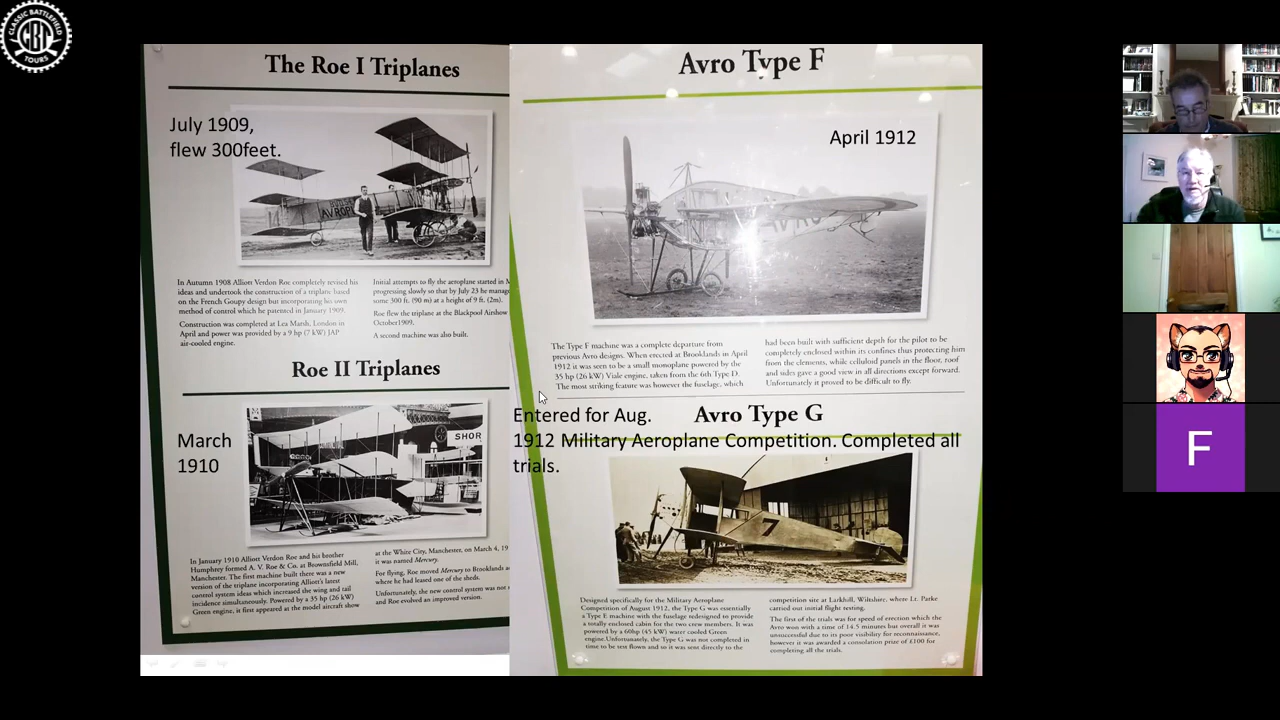 CLASSIC BATTLEFIELD
CBT
TOURS
The Roe I Triplanes
July 1909,
flew 300feet.
In Autumn 1908 Alliott Verdon Roe completely revised his
ideas and undertook the construction of a triplane based
on the French Goupy design but incorporating his own
method of control which he patented in January 1909.
Construction was completed at Lea Marsh, London in
April and power was provided by a 9 hp (7 kW) JAP
air-cooled engine.
Initial attempts to fly the aeroplane started in M
progressing slowly so that by July 23 he manag
some 300 ft. (90 m) at a height of 9 ft. (2m).
Roe flew the triplane at the Blackpool Airshow
October1909.
A second machine was also built.
Roe II Triplanes
March
1910
SHOR
In January 1910 Alliott Verdon Roe and his brother
Humphrey formed A. V. Roe & Co. at Brownsfield Mill,
Manchester. The first machine built there was a new
version of the triplane incorporating Alliott's latest
control system ideas which increased the wing and tail
incidence simultaneously. Powered by a 35 hp (26 kW)
Green engine, it first appeared at the model aircraft show
at the White City, Manchester, on March 4, 19
it was named Mercury.
For flying, Roe moved Mercury to Brooklands
where he had leased one of the sheds.
Unfortunately, the new control system was not
and Roe evolved an improved version.
Avro Type F
April 1912
The Type F machine was a complete departure from
previous Avro designs. When erected at Brooklands in April
1912 it was seen to be a small monoplane powered by the
35 hp (26 kW) Viale engine, taken from the 6th Type D.
The most striking feature was however the fuselage, which
had been built with sufficient depth for the pilot to be
completely enclosed within its confines thus protecting him
from the elements, while celluloid panels in the floor, roof
and sides gave a good view in all directions except forward.
Unfortunately it proved to be difficult to fly.
Entered for Aug. Avro Type G
1912 Military Aeroplane Competition. Completed all
trials.
7
Designed specifically for the Military Aeroplane
Competition of August 1912, the Type G was essentially
a Type F machine with the fuselage redesigned to provide
a totally enclosed cabin for the two crew members. It was
powered by a 60hp (45 kW) water cooled Green
engine.Unfortunately, the Type G was not completed in
time to be test flown and so it was sent directly to the
competition site at Larkhill, Wiltshire, where Lt. Parke
carried out initial flight testing.
The first of the trials was for speed of erection which the
Avro won with a time of 14.5 minutes but overall it was
unsuccessful due to its poor visibility for reconnaissance,
however it was awarded a consolation prize of £100 for
completing all the trials.
F